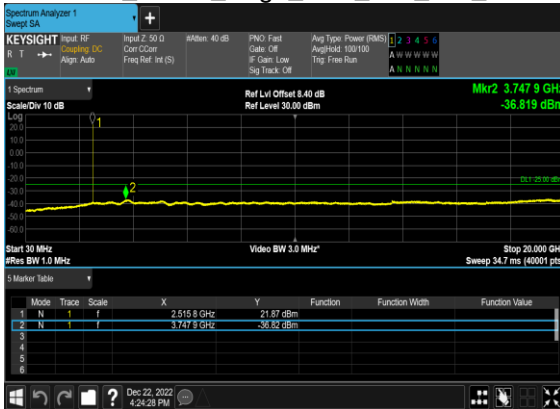 Spectrum Analyzer 1
Swept SA
+
KEYSIGHT
R T
Input: RF
Coupling: DC
Align: Auto
Input Z: 50 Ω
Corr CCorr
Freq Ref: Int (S)
#Atten: 40 dB
PNO: Fast
Gate: Off
IF Gain: Low
Sig Track: Off
Avg Type: Power (RMS)
Avg|Hold: 100/100
Trig: Free Run
1 2 3 4 5 6
A W W W W W
A N N N N N
LXI
1 Spectrum
Scale/Div 10 dB
Ref Lvl Offset 8.40 dB
Ref Level 30.00 dBm
Mkr2 3.747 9 GHz
-36.819 dBm
Log
20.0
10.0
0.00
-10.0
-20.0
-30.0
-40.0
-50.0
-60.0
1
2
DL1 -25.00 dBm
Start 30 MHz
#Res BW 1.0 MHz
Video BW 3.0 MHz*
Stop 20.000 GHz
Sweep 34.7 ms (40001 pts)
5 Marker Table
Mode Trace Scale X Y Function Function Width Function Value
1 N 1 f 2.515 8 GHz 21.87 dBm
2 N 1 f 3.747 9 GHz -36.82 dBm
3
4
5
6
?
Dec 22, 2022
4:24:28 PM